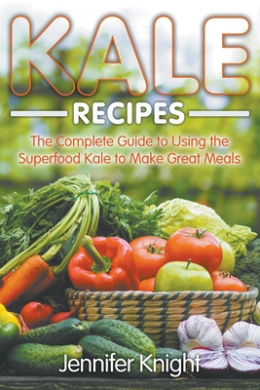 KALE
RECIPES
The Complete Guide to Using the
Superfood Kale to Make Great Meals
Jennifer Knight